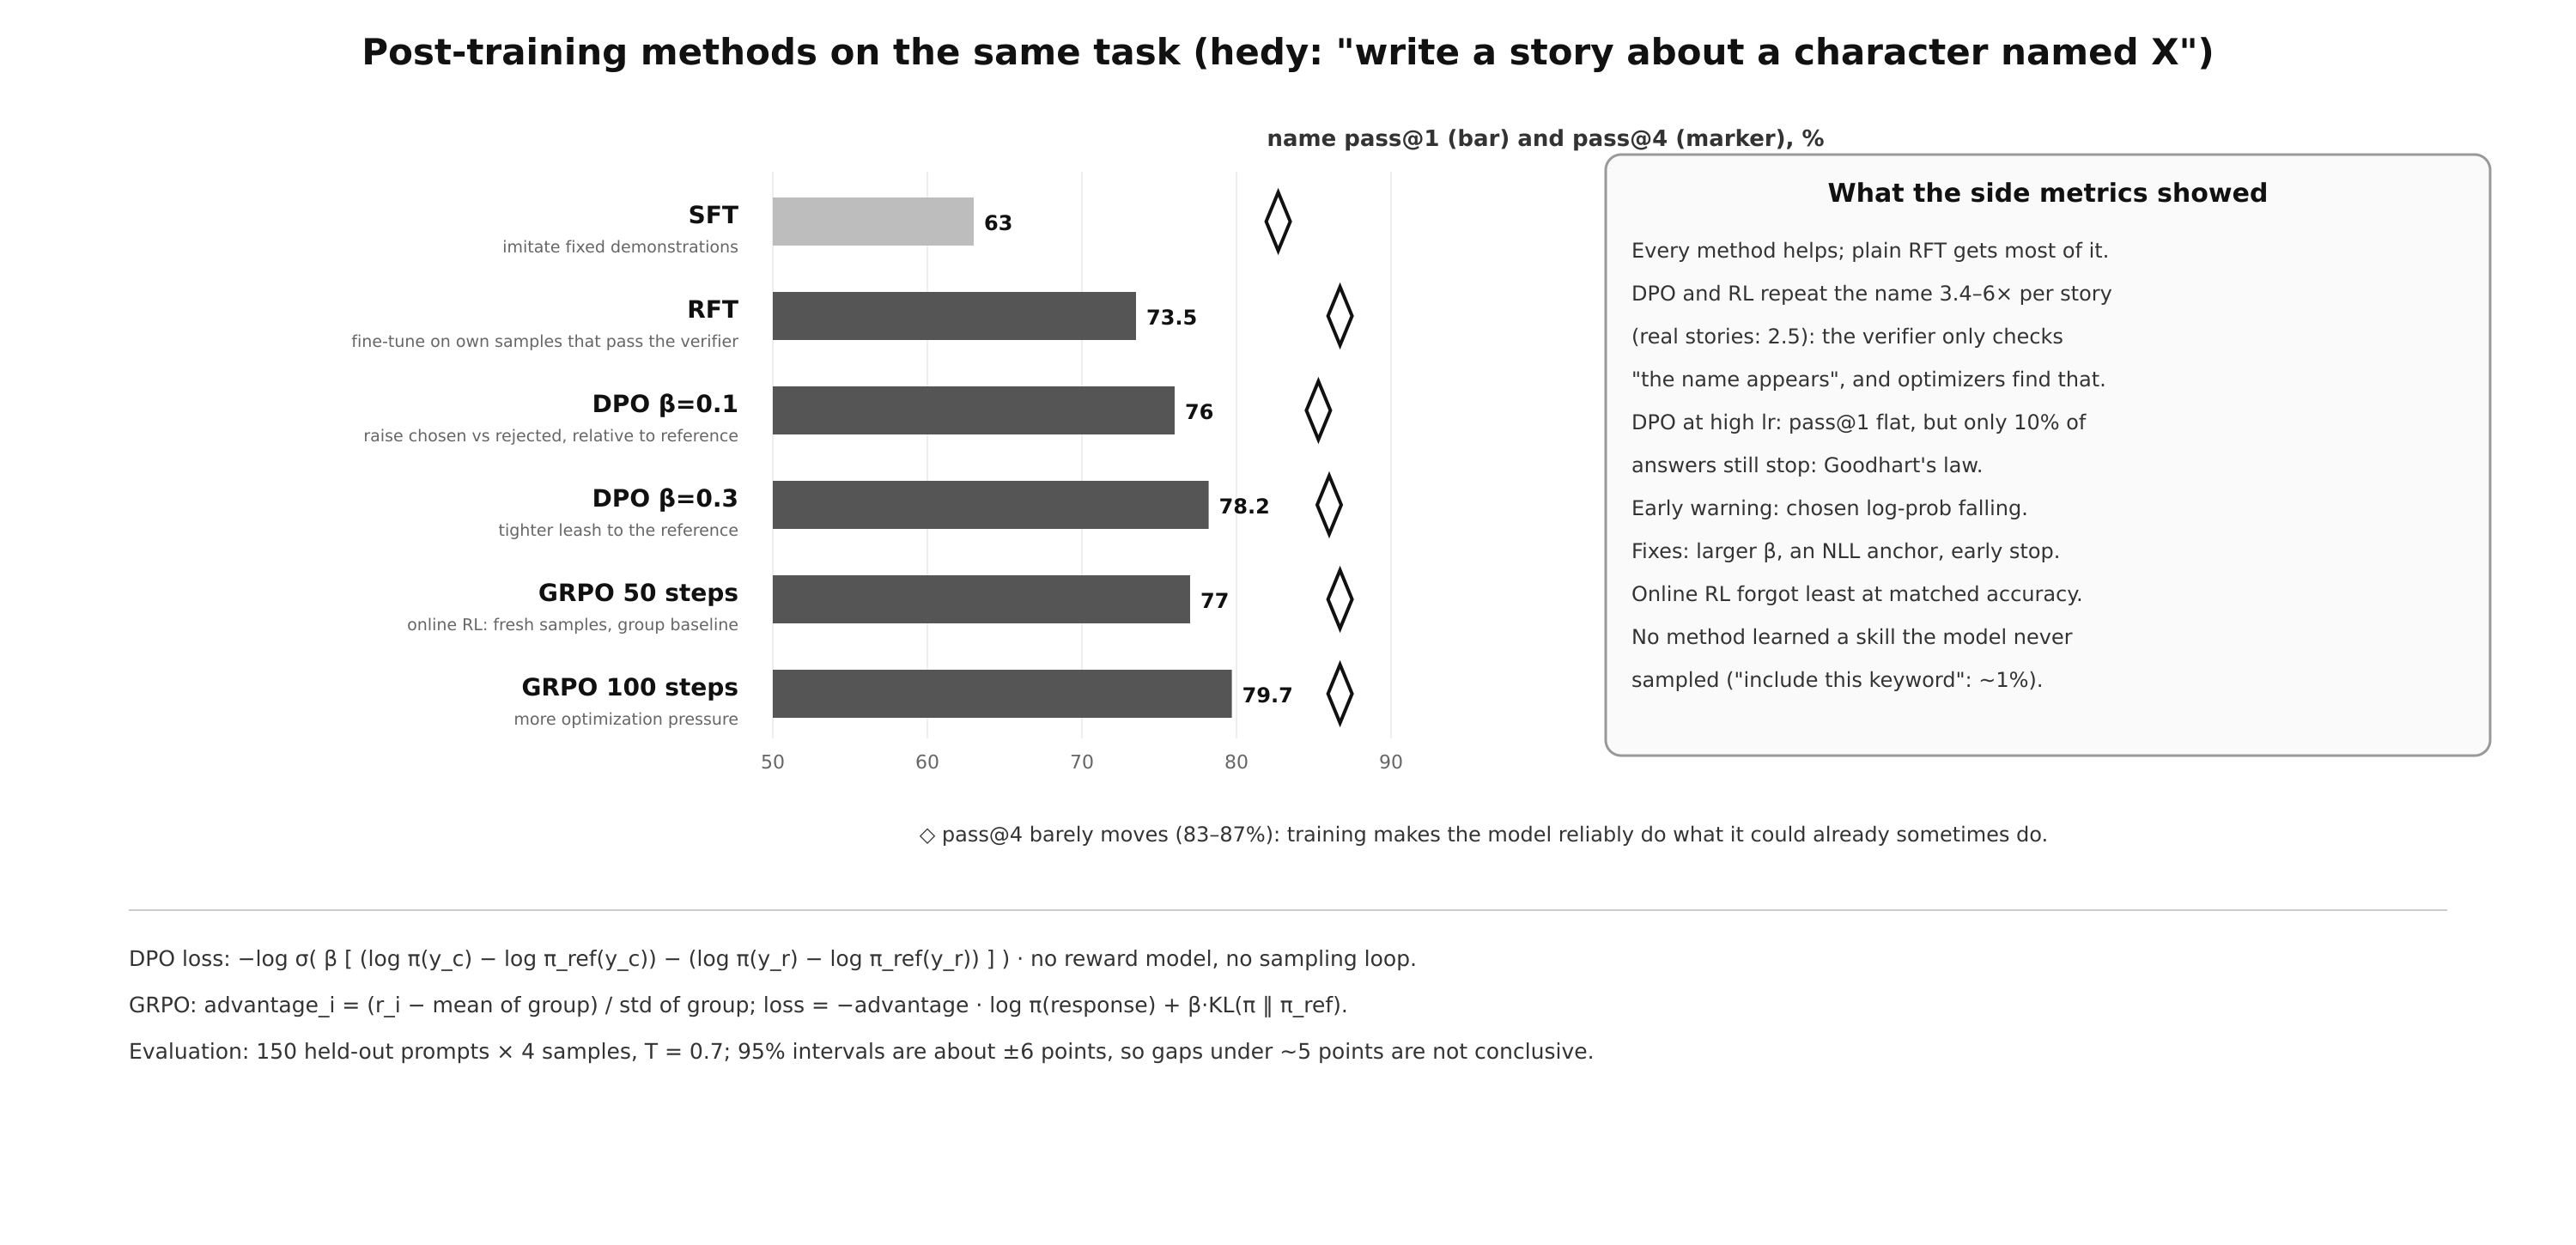 Post-training methods on the same task (hedy: "write a story about a character named X")
name pass@1 (bar) and pass@4 (marker), %
SFT
imitate fixed demonstrations
63
RFT
fine-tune on own samples that pass the verifier
73.5
DPO β=0.1
raise chosen vs rejected, relative to reference
76
DPO β=0.3
tighter leash to the reference
78.2
GRPO 50 steps
online RL: fresh samples, group baseline
77
GRPO 100 steps
more optimization pressure
79.7
50 60 70 80 90
What the side metrics showed
Every method helps; plain RFT gets most of it.
DPO and RL repeat the name 3.4–6× per story
(real stories: 2.5): the verifier only checks
"the name appears", and optimizers find that.
DPO at high lr: pass@1 flat, but only 10% of
answers still stop: Goodhart's law.
Early warning: chosen log-prob falling.
Fixes: larger β, an NLL anchor, early stop.
Online RL forgot least at matched accuracy.
No method learned a skill the model never
sampled ("include this keyword": ~1%).
◇ pass@4 barely moves (83–87%): training makes the model reliably do what it could already sometimes do.
DPO loss: −log σ( β [ (log π(y_c) − log π_ref(y_c)) − (log π(y_r) − log π_ref(y_r)) ] ) · no reward model, no sampling loop.
GRPO: advantage_i = (r_i − mean of group) / std of group; loss = −advantage · log π(response) + β·KL(π ‖ π_ref).
Evaluation: 150 held-out prompts × 4 samples, T = 0.7; 95% intervals are about ±6 points, so gaps under ~5 points are not conclusive.